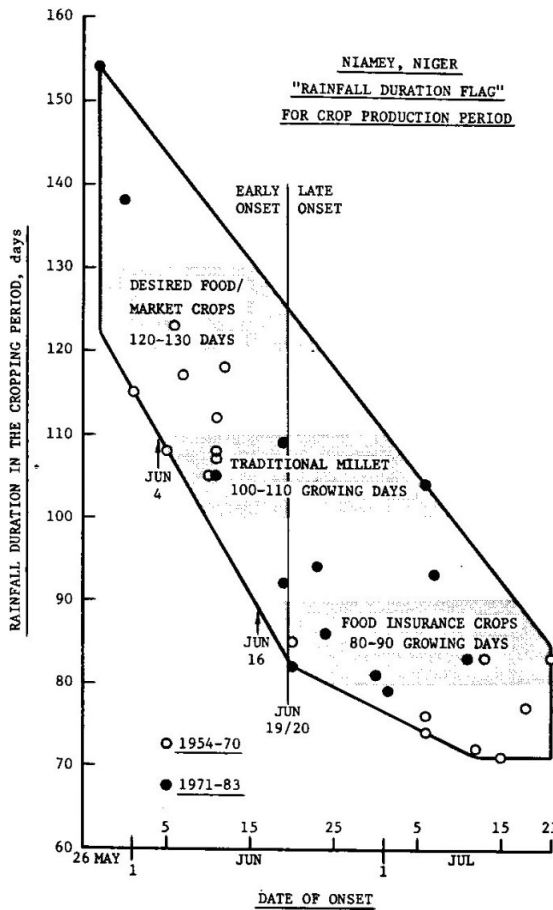 NIAMEY, NIGER
"RAINFALL DURATION FLAG"
FOR CROP PRODUCTION PERIOD
RAINFALL DURATION IN THE CROPPING PERIOD, days
160
150
140
130
120
110
100
90
80
70
60
EARLY LATE
ONSET ONSET
DESIRED FOOD/
MARKET CROPS
120-130 DAYS
JUN
4
TRADITIONAL MILLET
100-110 GROWING DAYS
FOOD INSURANCE CROPS
80-90 GROWING DAYS
JUN
16
JUN
19/20
1954-70
1971-83
5 15 25 5 15 21
26 MAY 1 JUN 1 JUL
DATE OF ONSET